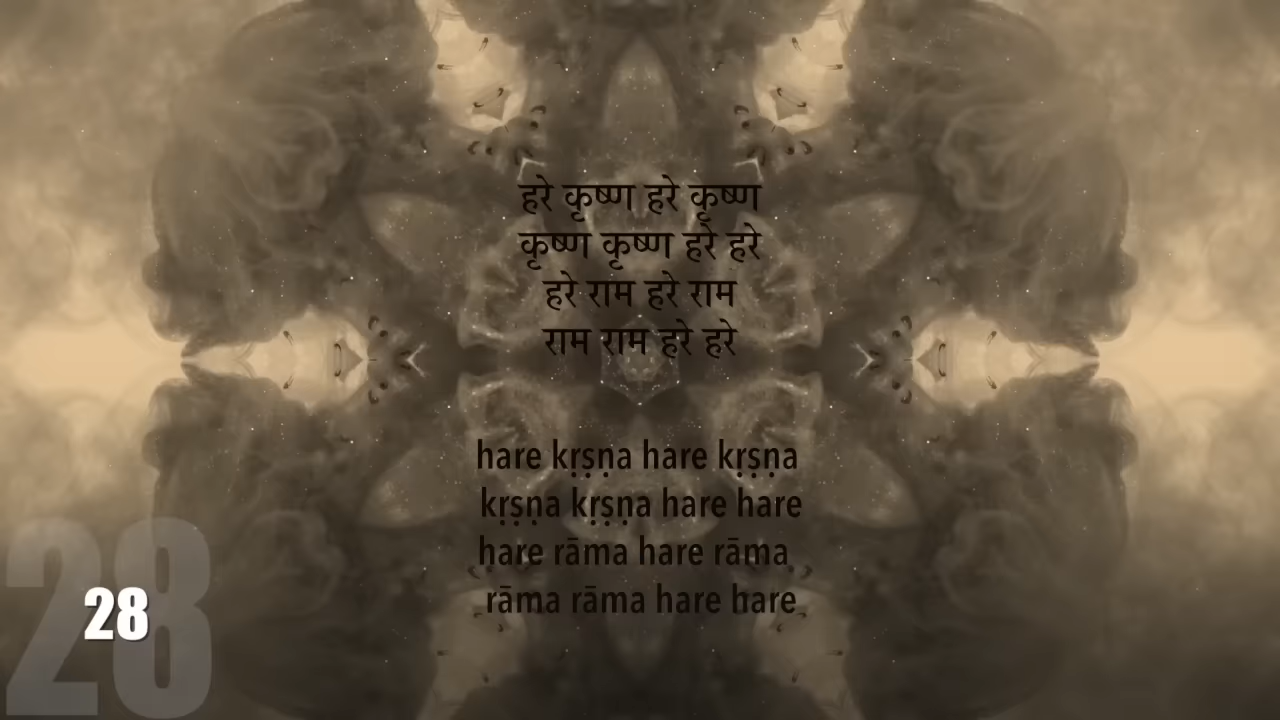 हरे कृष्ण हरे कृष्ण
कृष्ण कृष्ण हरे हरे
हरे राम हरे राम
राम राम हरे हरे
hare kṛṣṇa hare kṛṣṇa
kṛṣṇa kṛṣṇa hare hare
hare rāma hare rāma
rāma rāma hare hare
28
28